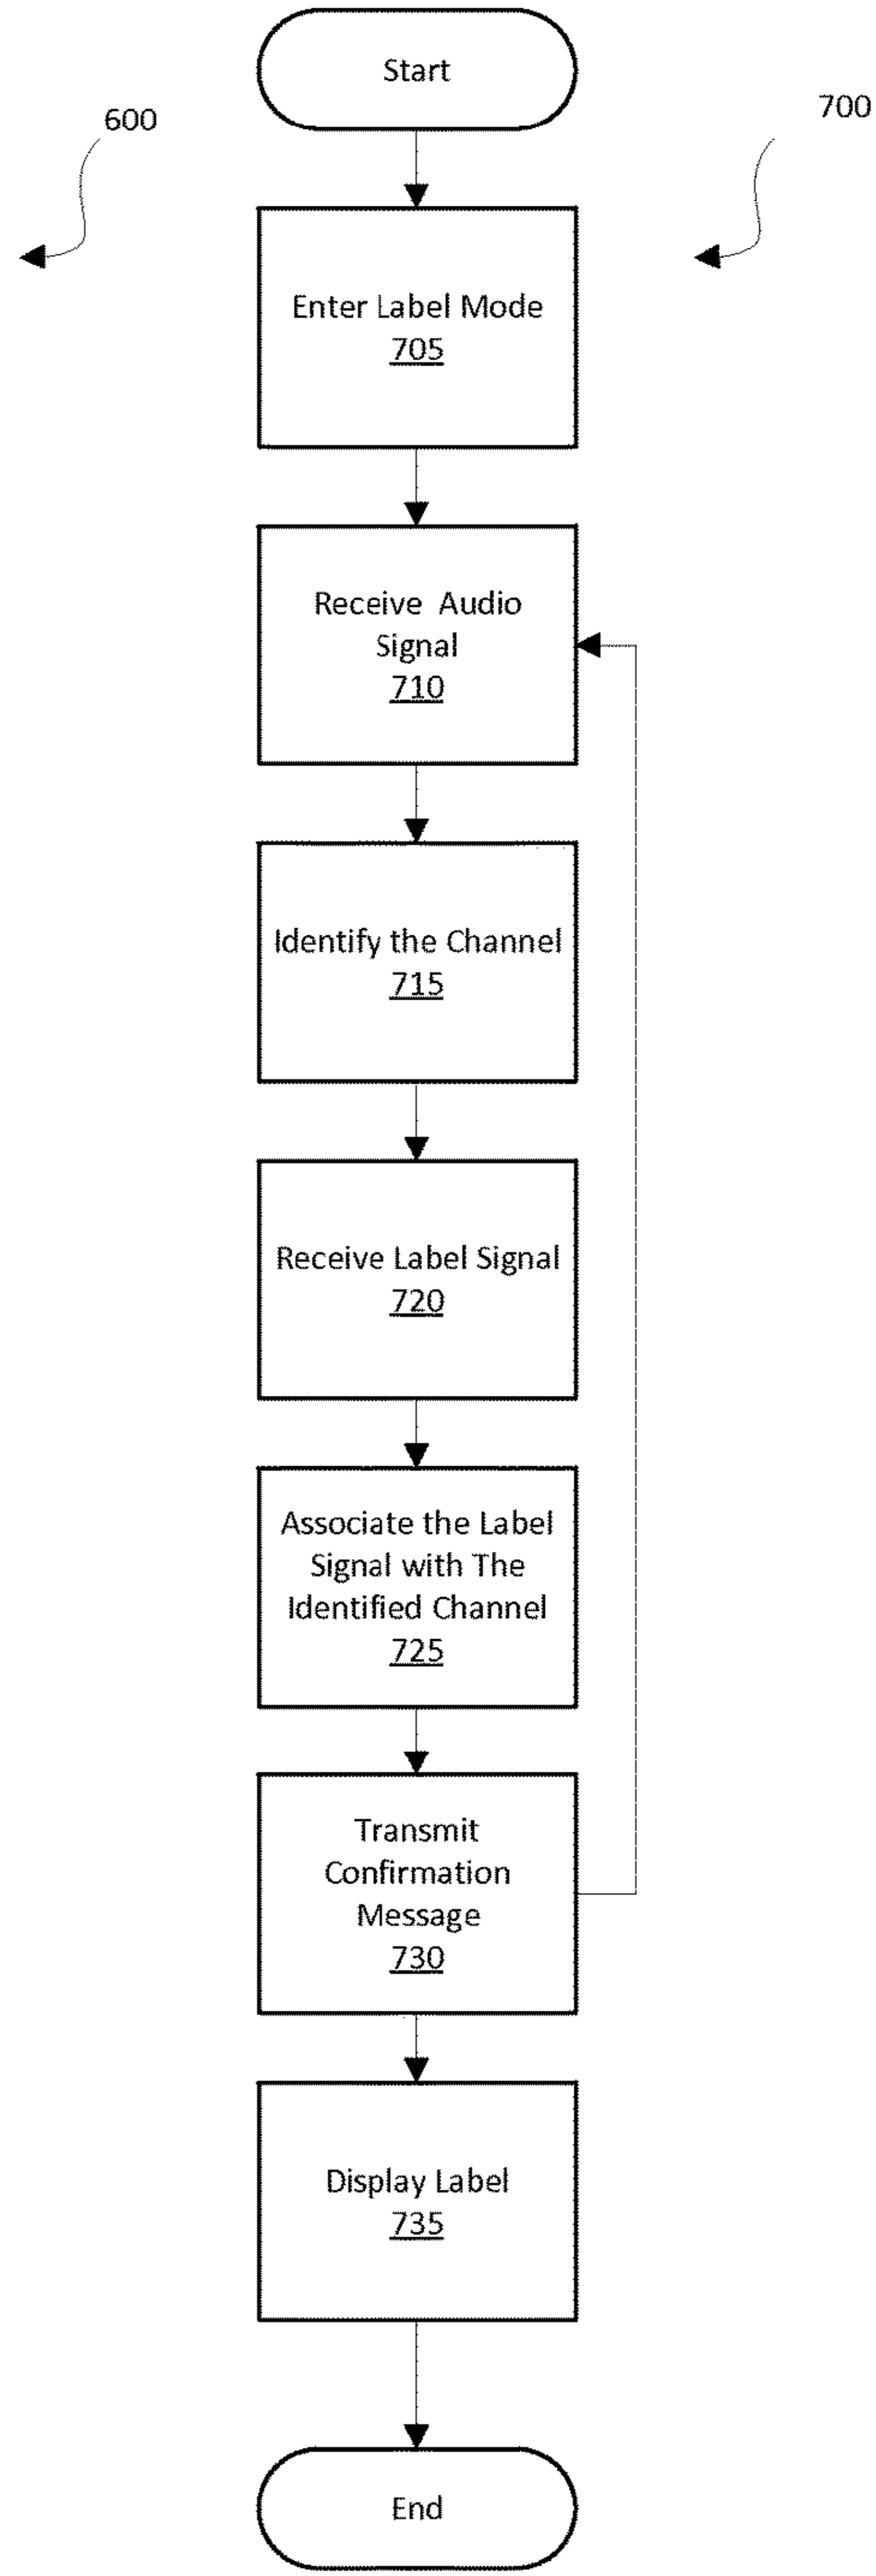 Start
600
700
Enter Label Mode
705
Receive Audio
Signal
710
Identify the Channel
715
Receive Label Signal
720
Associate the Label
Signal with The
Identified Channel
725
Transmit
Confirmation
Message
730
Display Label
735
End